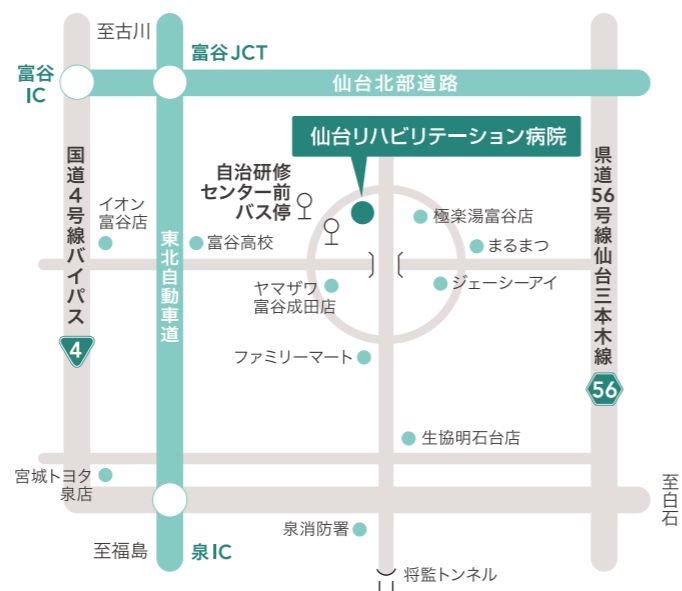 至古川
富谷JCT
富谷
IC
仙台北部道路
仙台リハビリテーション病院
国道4号線バイパス
4
東北自動車道
県道56号線仙台三本木線
56
自治研修
センター前
バス停
イオン
富谷店
富谷高校
極楽湯富谷店
まるまつ
ヤマザワ
富谷成田店
ジェーシーアイ
ファミリーマート
生協明石台店
宮城トヨタ
泉店
至白石
泉消防署
至福島
泉IC
将監トンネル